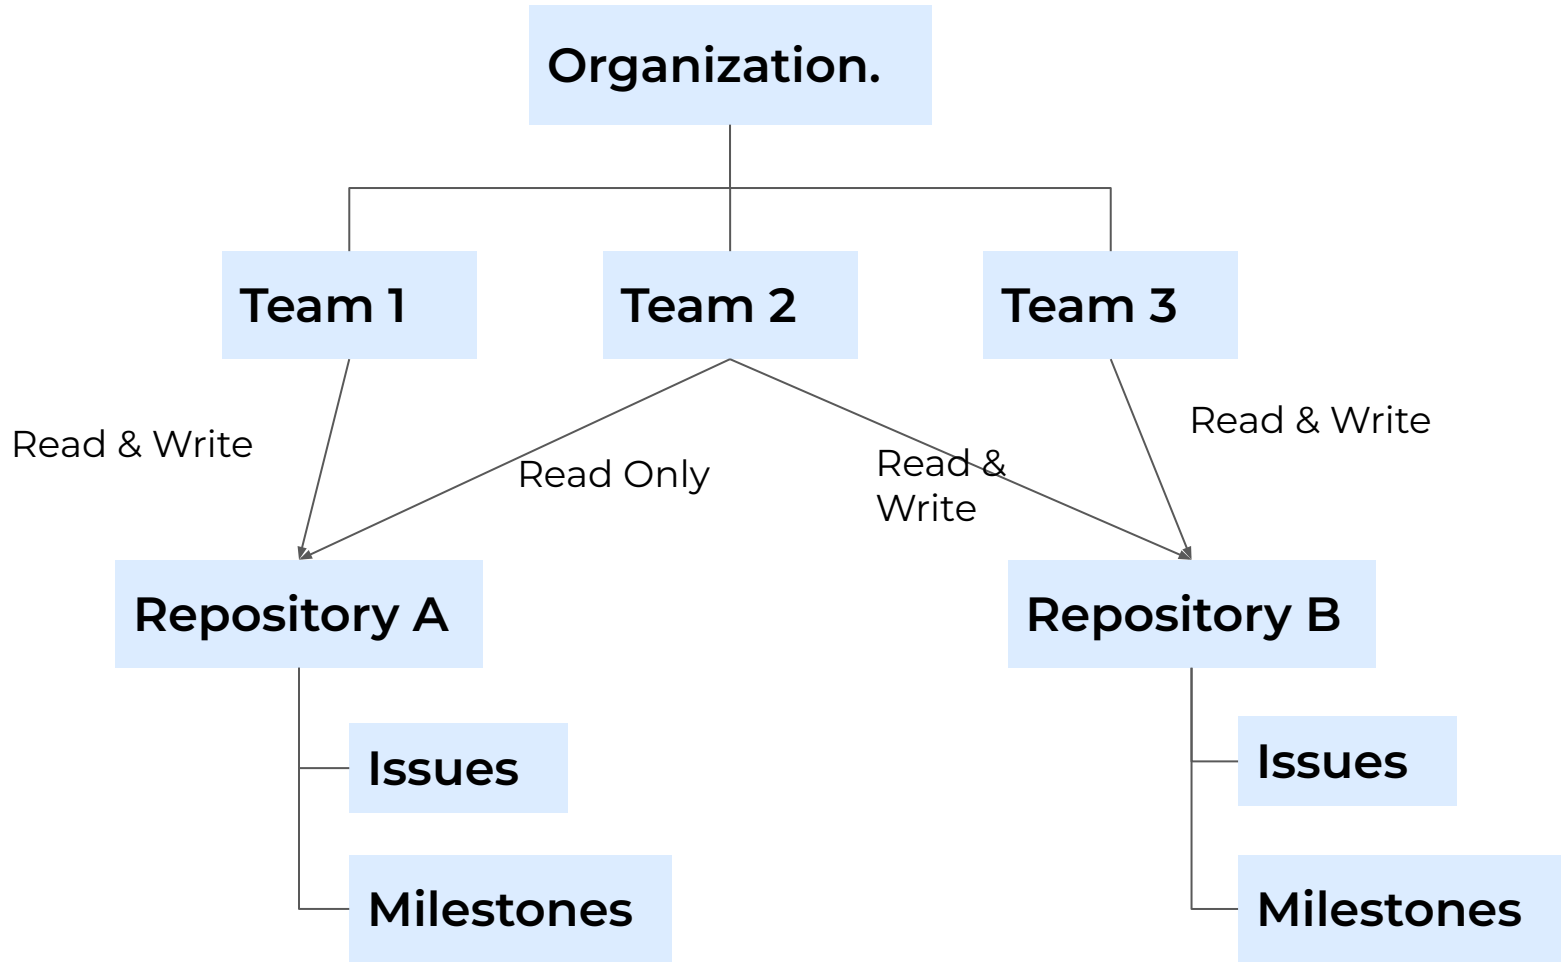 Organization.
Team 1
Team 2
Team 3
Read & Write
Read Only
Read &
Write
Read & Write
Repository A
Repository B
Issues
Issues
Milestones
Milestones